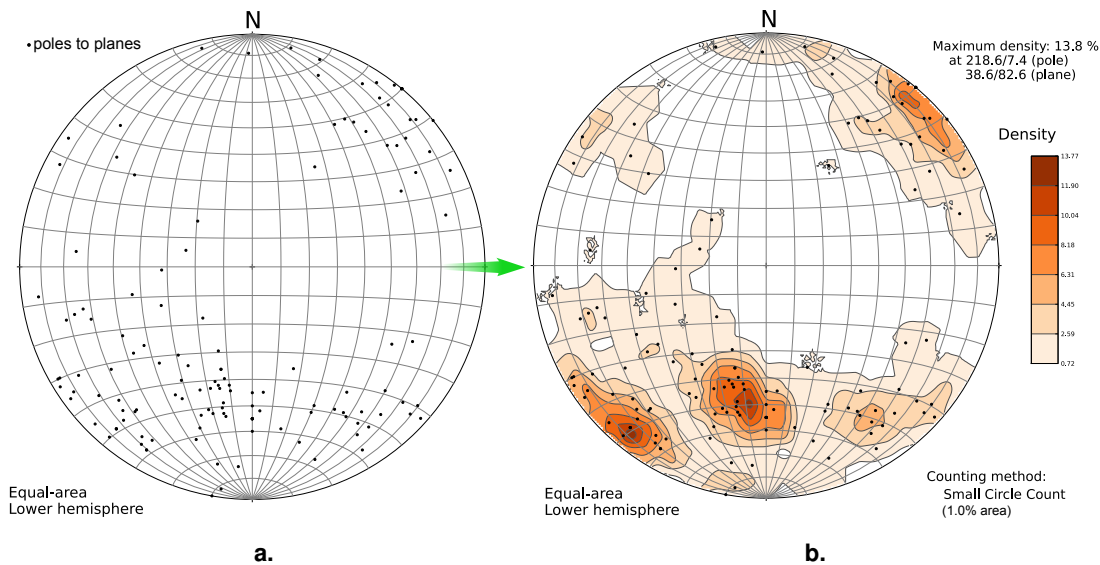 N
•poles to planes
Equal-area
Lower hemisphere
a.
N
Maximum density: 13.8 %
at 218.6/7.4 (pole)
38.6/82.6 (plane)
Density
13.77
11.90
10.04
8.18
6.31
4.45
2.59
0.72
Counting method:
Small Circle Count
(1.0% area)
Equal-area
Lower hemisphere
b.